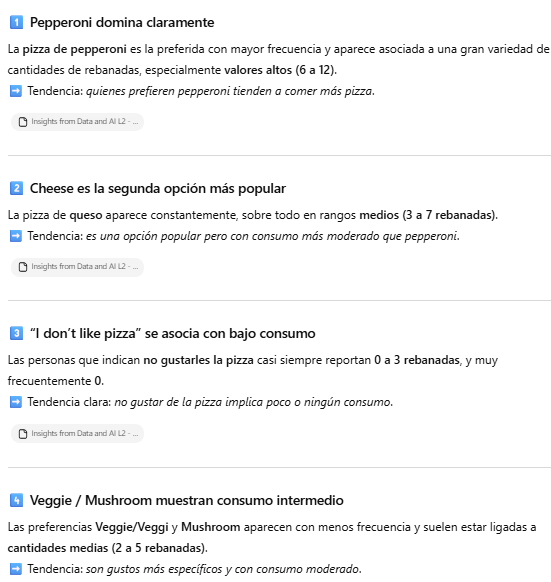 1 Pepperoni domina claramente
La pizza de pepperoni es la preferida con mayor frecuencia y aparece asociada a una gran variedad de
cantidades de rebanadas, especialmente valores altos (6 a 12).
➡ Tendencia: quienes prefieren pepperoni tienden a comer más pizza.
Insights from Data and AI L2 - ...
2 Cheese es la segunda opción más popular
La pizza de queso aparece constantemente, sobre todo en rangos medios (3 a 7 rebanadas).
➡ Tendencia: es una opción popular pero con consumo más moderado que pepperoni.
Insights from Data and AI L2 - ...
3 “I don’t like pizza” se asocia con bajo consumo
Las personas que indican no gustarles la pizza casi siempre reportan 0 a 3 rebanadas, y muy
frecuentemente 0.
➡ Tendencia clara: no gustar de la pizza implica poco o ningún consumo.
Insights from Data and AI L2 - ...
4 Veggie / Mushroom muestran consumo intermedio
Las preferencias Veggie/Veggi y Mushroom aparecen con menos frecuencia y suelen estar ligadas a
cantidades medias (2 a 5 rebanadas).
➡ Tendencia: son gustos más específicos y con consumo moderado.